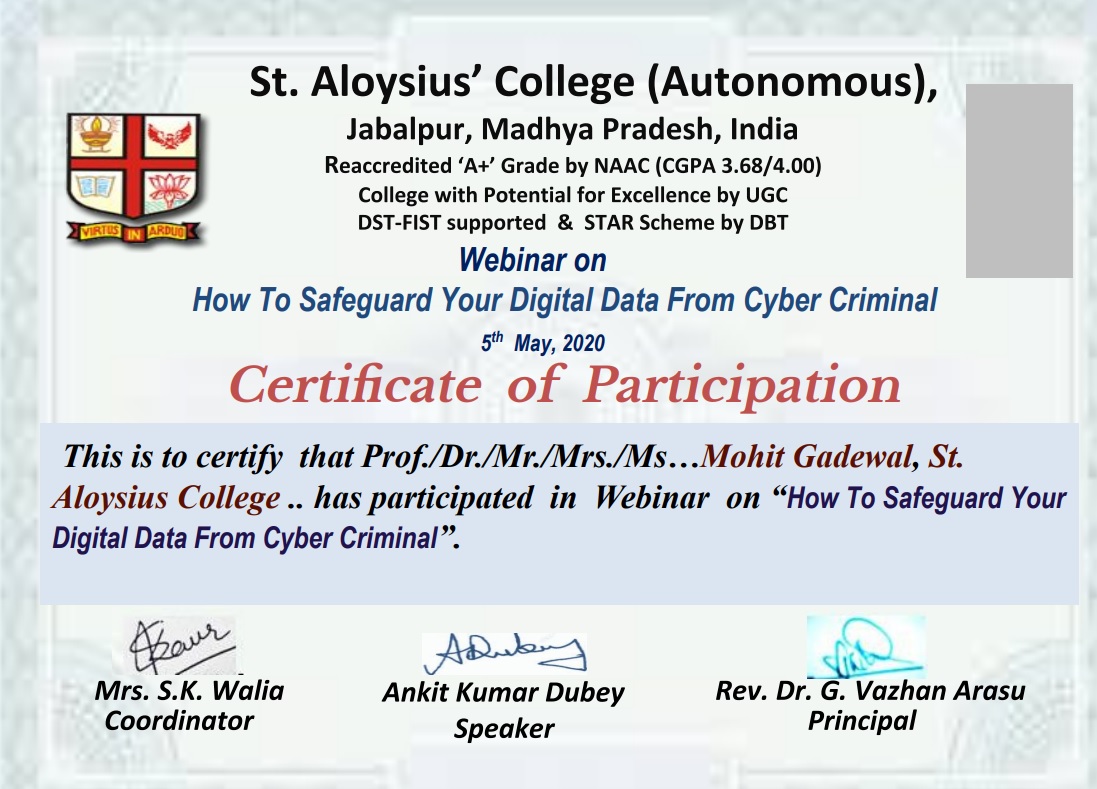 St. Aloysius’ College (Autonomous),
Jabalpur, Madhya Pradesh, India
Reaccredited ‘A+’ Grade by NAAC (CGPA 3.68/4.00)
College with Potential for Excellence by UGC
DST-FIST supported & STAR Scheme by DBT
VIRTUS IN ARDUO
Webinar on
How To Safeguard Your Digital Data From Cyber Criminal
5th May, 2020
Certificate of Participation
This is to certify that Prof./Dr./Mr./Mrs./Ms…Mohit Gadewal, St.
Aloysius College .. has participated in Webinar on “How To Safeguard Your
Digital Data From Cyber Criminal”.
ADubey
Mrs. S.K. Walia
Coordinator
Ankit Kumar Dubey
Speaker
Rev. Dr. G. Vazhan Arasu
Principal